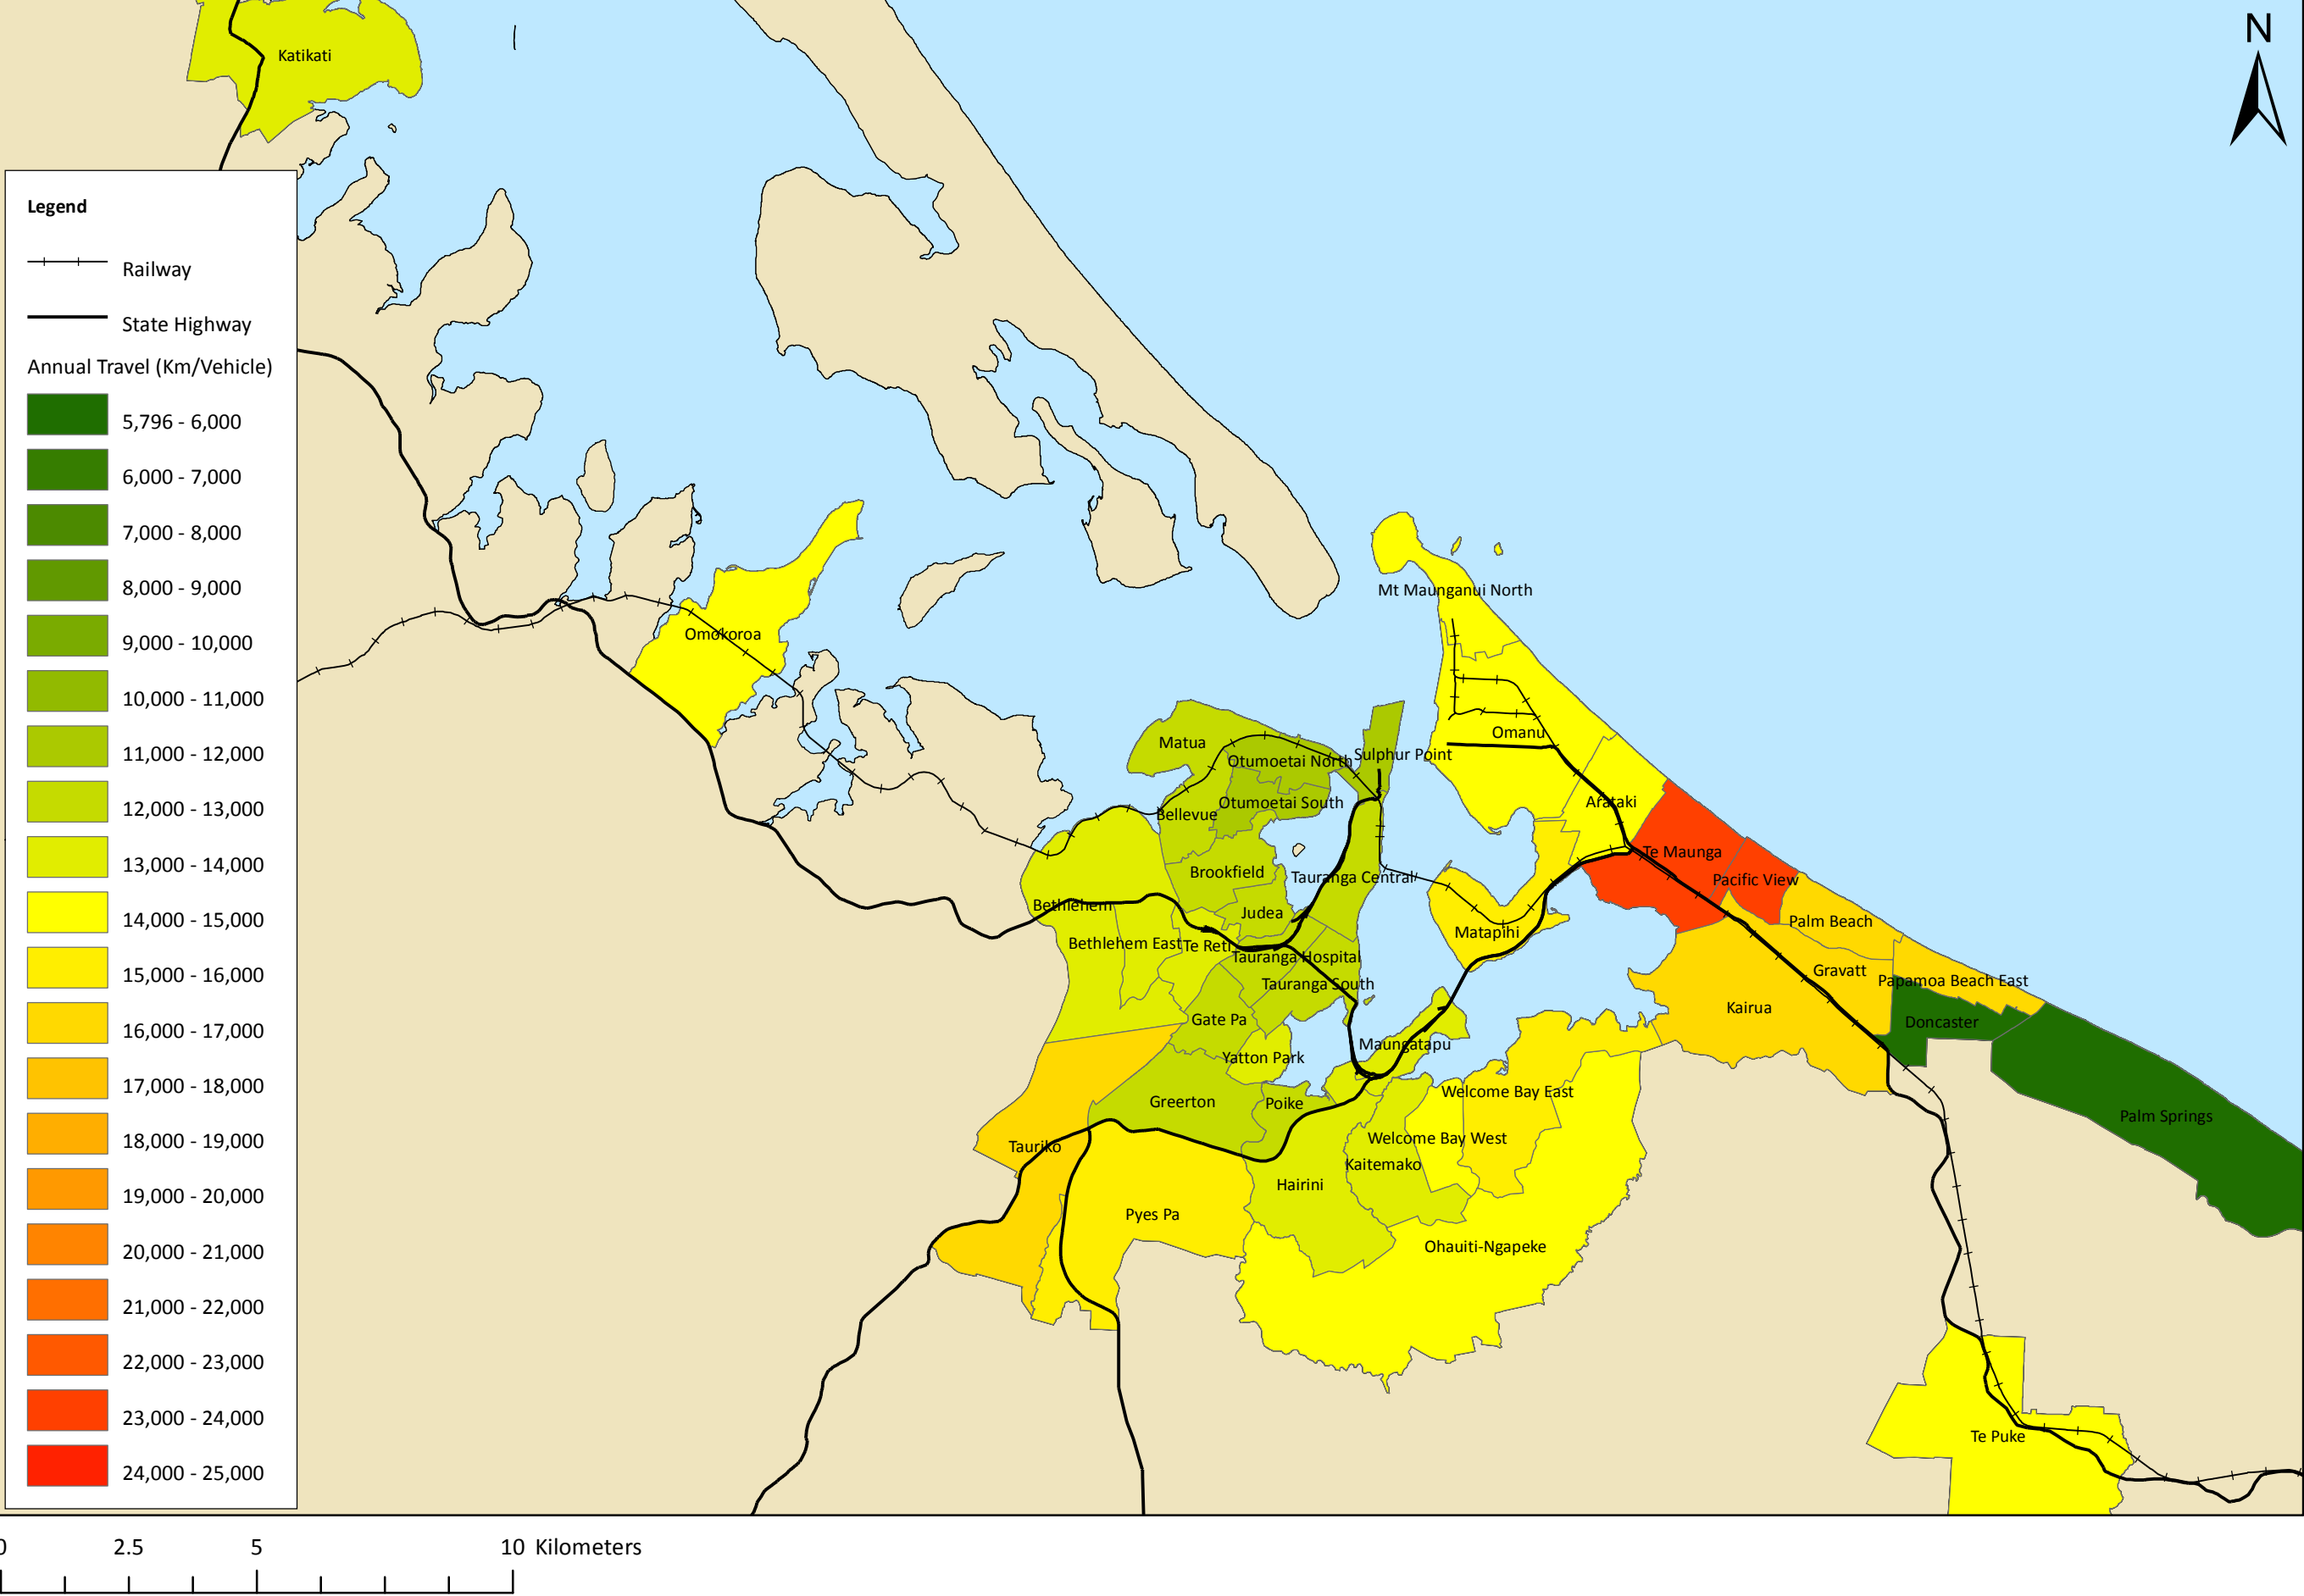 N
Katikati
Legend
Railway
State Highway
Annual Travel (Km/Vehicle)
5,796 - 6,000
6,000 - 7,000
7,000 - 8,000
8,000 - 9,000
9,000 - 10,000
10,000 - 11,000
11,000 - 12,000
12,000 - 13,000
13,000 - 14,000
14,000 - 15,000
15,000 - 16,000
16,000 - 17,000
17,000 - 18,000
18,000 - 19,000
19,000 - 20,000
20,000 - 21,000
21,000 - 22,000
22,000 - 23,000
23,000 - 24,000
24,000 - 25,000
Mt Maunganui North
Omokoroa
Omanu
Matua
Sulphur Point
Otumoetai North
Otumoetai South
Arataki
Bellevue
Te Maunga
Brookfield
Tauranga Central
Pacific View
Bethlehem
Judea
Palm Beach
Matapihi
Bethlehem East
Te Reti
Tauranga Hospital
Gravatt
Papamoa Beach East
Tauranga South
Kairua
Gate Pa
Doncaster
Maungatapu
Yatton Park
Welcome Bay East
Greerton
Poike
Palm Springs
Welcome Bay West
Tauriko
Kaitemako
Hairini
Pyes Pa
Ohauiti-Ngapeke
Te Puke
0 2.5 5 10 Kilometers